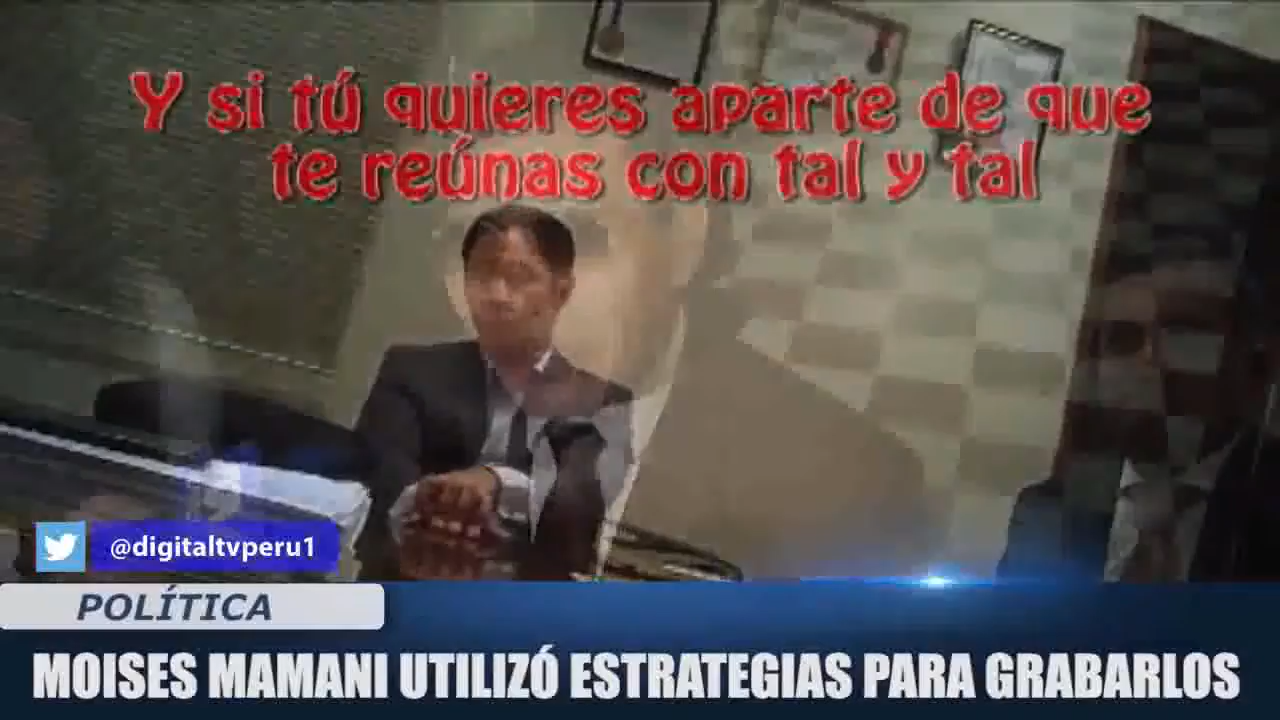 Y si tú quieres aparte de que
te reúnas con tal y tal
@digitaltvperu1
POLÍTICA
MOISES MAMANI UTILIZÓ ESTRATEGIAS PARA GRABARLOS